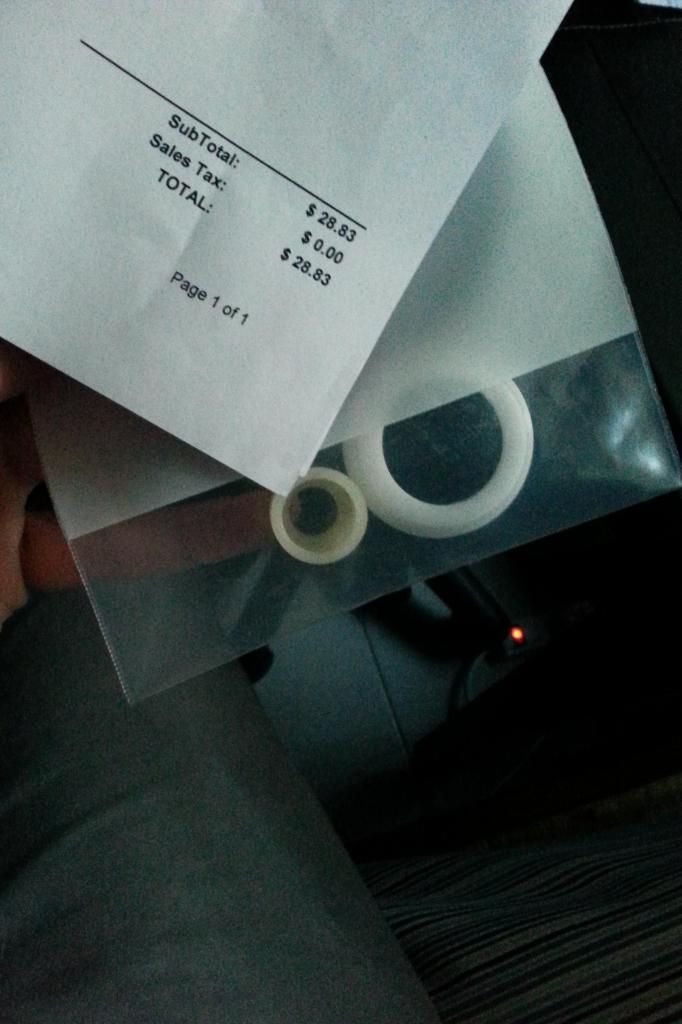 SubTotal: $ 28.83
Sales Tax: $ 0.00
TOTAL: $ 28.83
Page 1 of 1